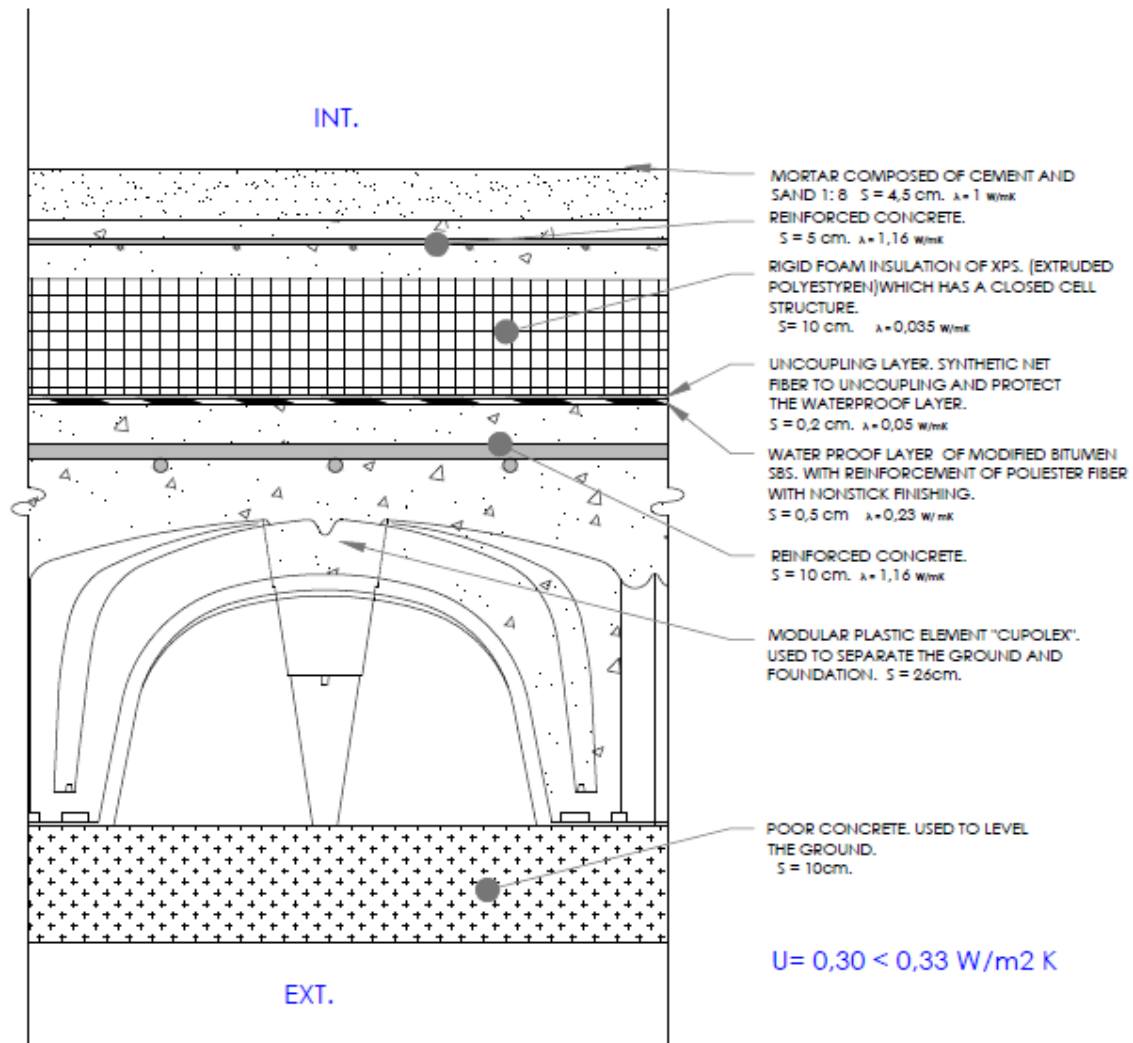 INT.
MORTAR COMPOSED OF CEMENT AND
SAND 1: 8 S = 4,5 cm. λ = 1 W/mK
REINFORCED CONCRETE.
S = 5 cm. λ = 1,16 W/mK
RIGID FOAM INSULATION OF XPS. (EXTRUDED
POLYESTYREN)WHICH HAS A CLOSED CELL
STRUCTURE.
S= 10 cm. λ = 0,035 W/mK
UNCOUPLING LAYER. SYNTHETIC NET
FIBER TO UNCOUPLING AND PROTECT
THE WATERPROOF LAYER.
S = 0,2 cm. λ = 0,05 W/mK
WATER PROOF LAYER OF MODIFIED BITUMEN
SBS. WITH REINFORCEMENT OF POLIESTER FIBER
WITH NONSTICK FINISHING.
S = 0,5 cm λ = 0,23 W/mK
REINFORCED CONCRETE.
S = 10 cm. λ = 1,16 W/mK
MODULAR PLASTIC ELEMENT "CUPOLEX".
USED TO SEPARATE THE GROUND AND
FOUNDATION. S = 26cm.
POOR CONCRETE. USED TO LEVEL
THE GROUND.
S = 10cm.
U= 0,30 < 0,33 W/m2 K
EXT.